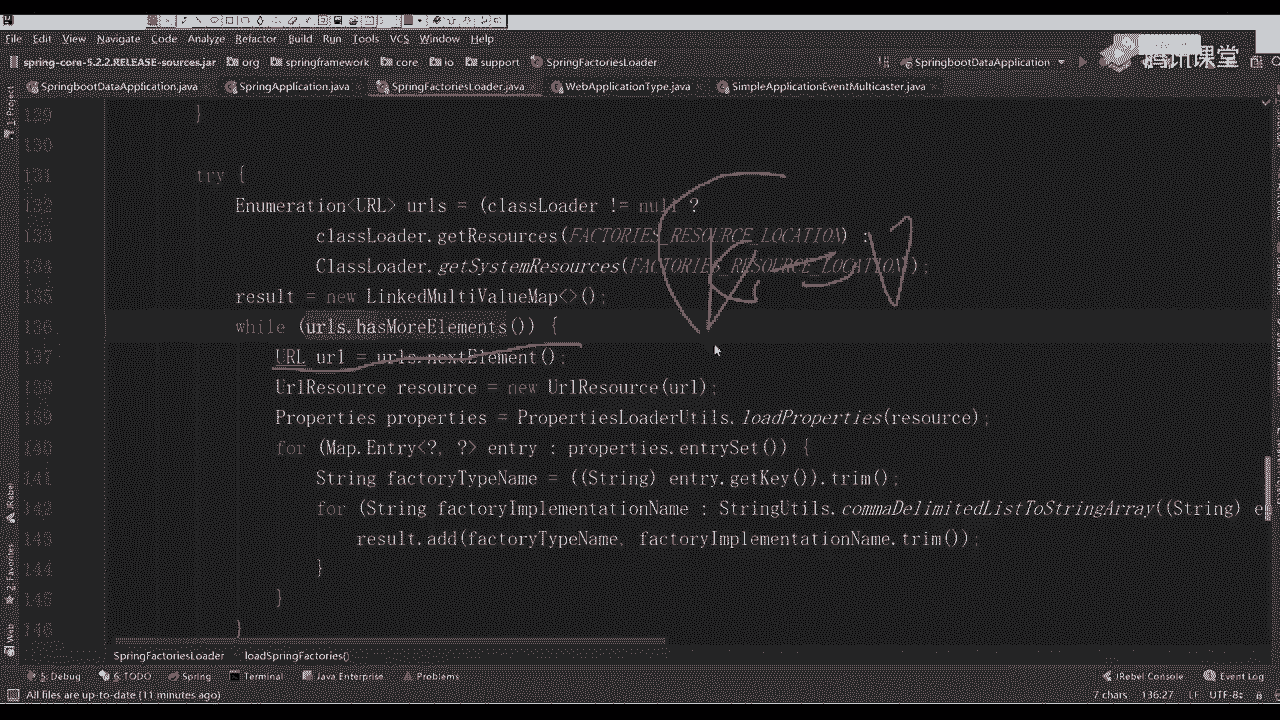 File Edit View Navigate Code Analyze Refactor Build Run Tools VCS Window Help
腾讯课堂
spring-core-5.2.2.RELEASE-sources.jar org springframework core io support SpringFactoriesLoader SpringbootDataApplication
SpringbootDataApplication.java SpringApplication.java SpringFactoriesLoader.java WebApplicationType.java SimpleApplicationEventMulticaster.java
1: Project
129 }
130
131 try {
132 Enumeration<URL> urls = (classLoader != null ?
133 classLoader.getResources(FACTORIES_RESOURCE_LOCATION) :
134 ClassLoader.getSystemResources(FACTORIES_RESOURCE_LOCATION));
135 result = new LinkedMultiValueMap<>();
136 while (urls.hasMoreElements()) {
137 URL url = urls.nextElement();
138 UrlResource resource = new UrlResource(url);
139 Properties properties = PropertiesLoaderUtils.loadProperties(resource);
140 for (Map.Entry<?, ?> entry : properties.entrySet()) {
141 String factoryTypeName = ((String) entry.getKey()).trim();
142 for (String factoryImplementationName : StringUtils.commaDelimitedListToStringArray((String) e
143 result.add(factoryTypeName, factoryImplementationName.trim());
144 }
145 }
146 }
JRebel
2: Favorites
Web
SpringFactoriesLoader loadSpringFactories()
5: Debug 6: TODO Spring Terminal Java Enterprise Problems JRebel Console Event Log
All files are up-to-date (11 minutes ago) 7 chars 136:27 LF UTF-8